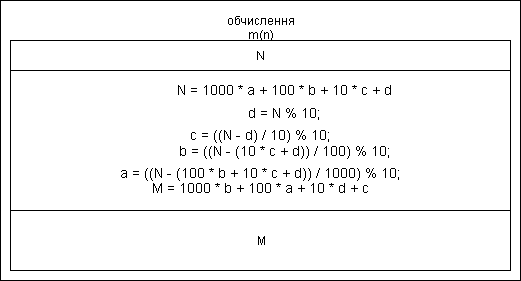 обчислення
m(n)
N
N = 1000 * a + 100 * b + 10 * c + d
d = N % 10;
c = ((N - d) / 10) % 10;
b = ((N - (10 * c + d)) / 100) % 10;
a = ((N - (100 * b + 10 * c + d)) / 1000) % 10;
M = 1000 * b + 100 * a + 10 * d + c
M